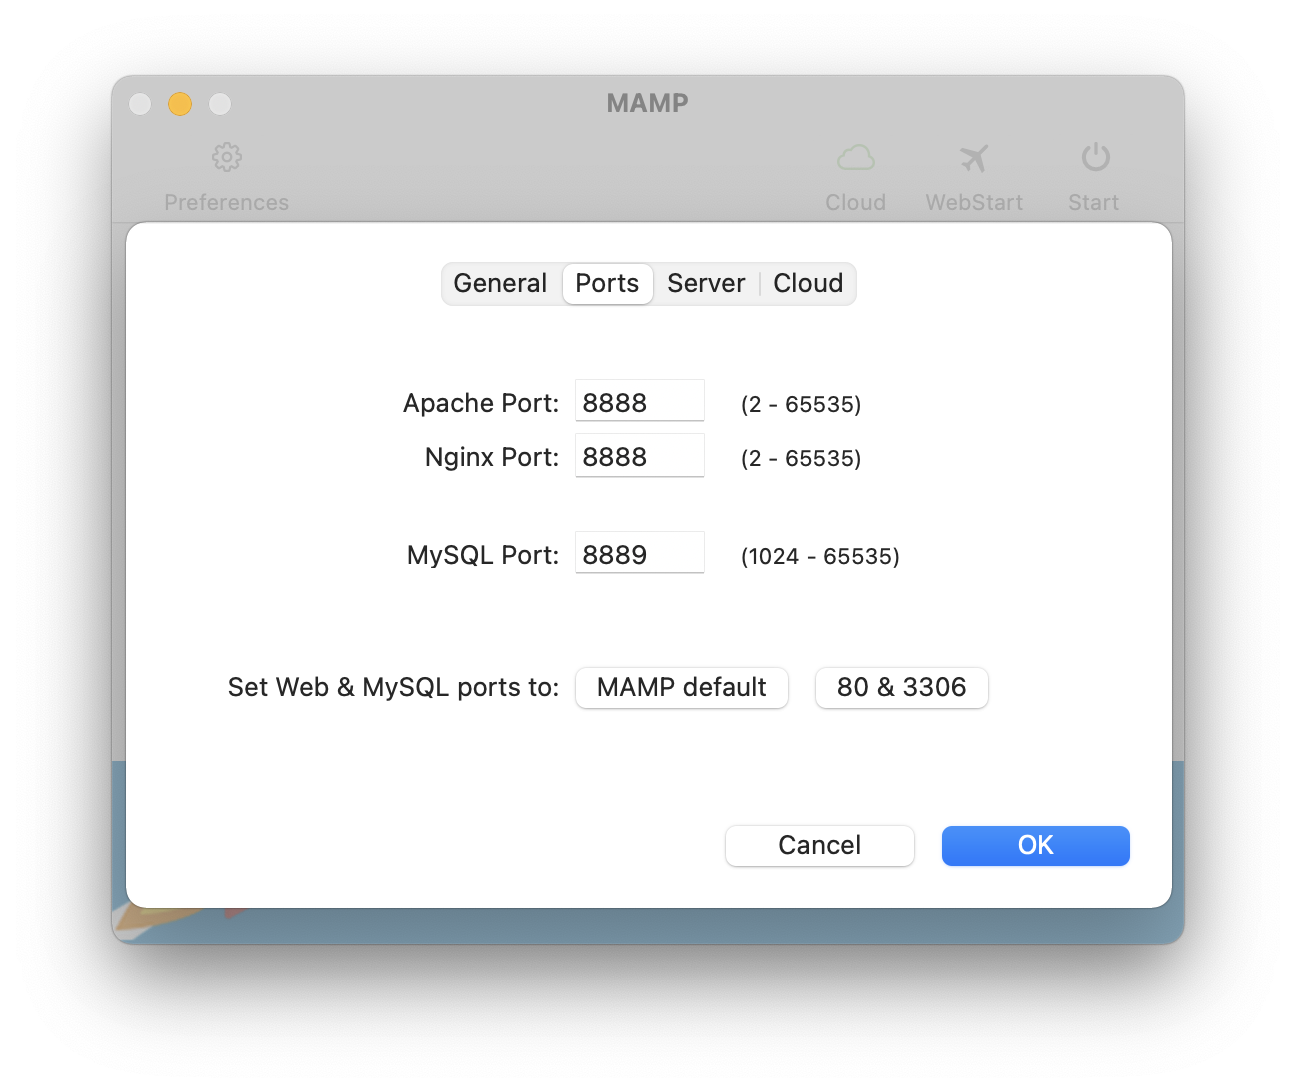 MAMP
Preferences
Cloud WebStart Start
General Ports Server Cloud
Apache Port: 8888 (2 - 65535)
Nginx Port: 8888 (2 - 65535)
MySQL Port: 8889 (1024 - 65535)
Set Web & MySQL ports to: MAMP default 80 & 3306
Cancel OK